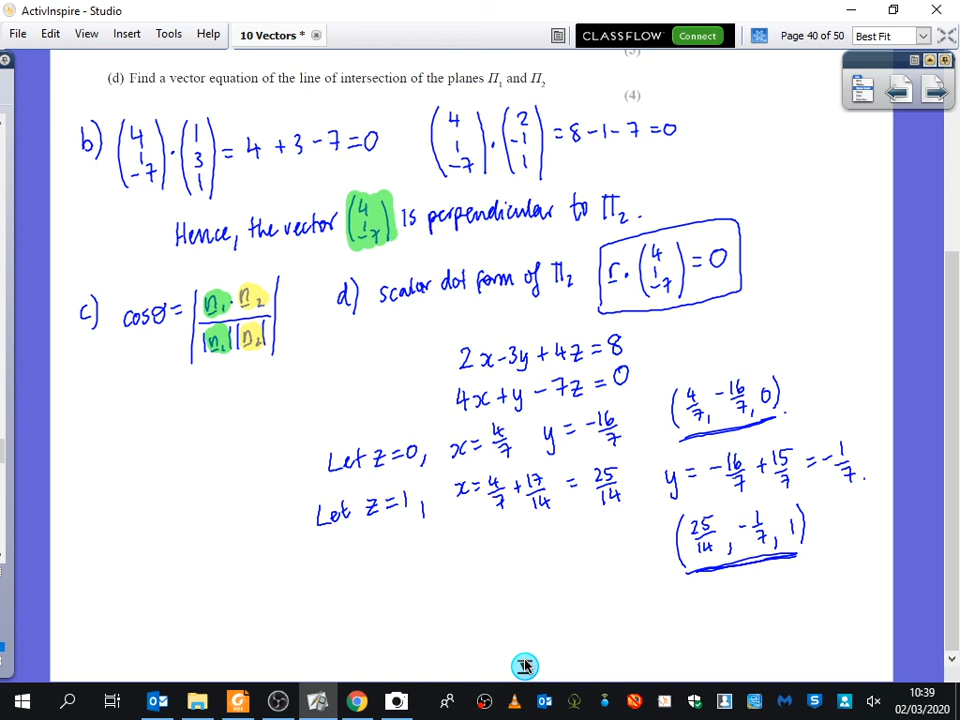 ActivInspire - Studio
File Edit View Insert Tools Help 10 Vectors * CLASSFLOW Connect Page 40 of 50 Best Fit
(d) Find a vector equation of the line of intersection of the planes Π₁ and Π₂
(4)
b) (4 1 -7) · (1 3 1) = 4 + 3 - 7 = 0 (4 1 -7) · (2 -1 1) = 8 - 1 - 7 = 0
Hence, the vector (4 1 -7) is perpendicular to Π₂.
c) cosθ = |n₁ · n₂ / |n₁||n₂|| d) scalar dot form of Π₂ r · (4 1 -7) = 0
2x - 3y + 4z = 8
4x + y - 7z = 0
(4/7, -16/7, 0).
Let z=0, x = 4/7 y = -16/7
Let z=1, x = 4/7 + 17/14 = 25/14 y = -16/7 + 15/7 = -1/7.
(25/14, -1/7, 1)
10:39
02/03/2020